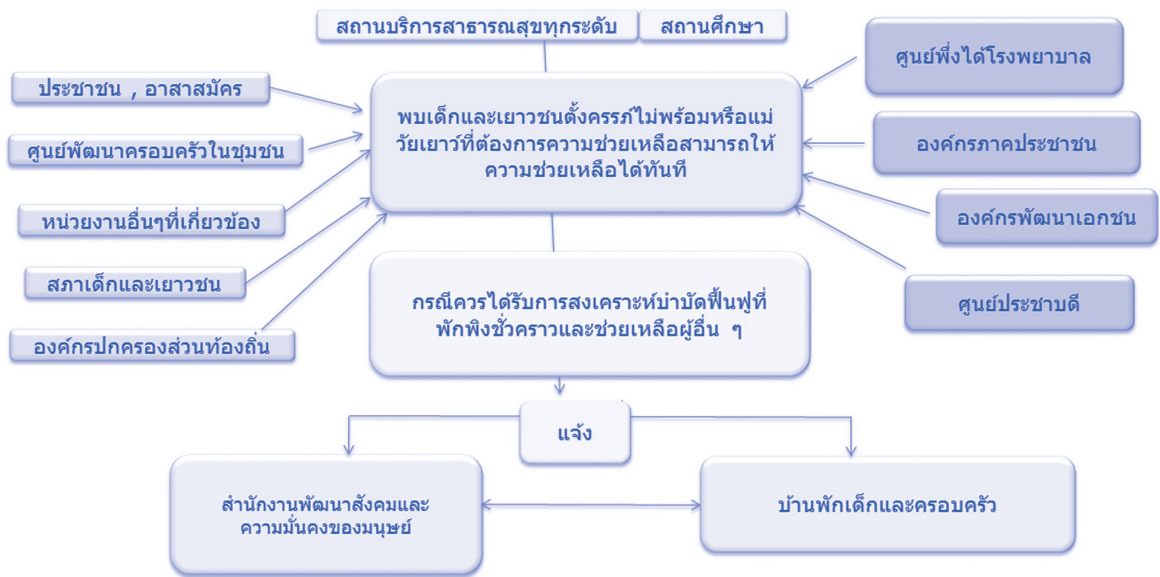 สถานบริการสาธารณสุขทุกระดับ
สถานศึกษา
ประชาชน , อาสาสมัคร
ศูนย์พัฒนาครอบครัวในชุมชน
หน่วยงานอื่นๆที่เกี่ยวข้อง
สภาเด็กและเยาวชน
องค์กรปกครองส่วนท้องถิ่น
พบเด็กและเยาวชนตั้งครรภ์ไม่พร้อมหรือแม่
วัยเยาว์ที่ต้องการความช่วยเหลือสามารถให้
ความช่วยเหลือได้ทันที
ศูนย์พึ่งได้โรงพยาบาล
องค์กรภาคประชาชน
องค์กรพัฒนาเอกชน
ศูนย์ประชาบดี
กรณีควรได้รับการสงเคราะห์บำบัดฟื้นฟูที่
พักพิงชั่วคราวและช่วยเหลือผู้อื่น ๆ
แจ้ง
สำนักงานพัฒนาสังคมและ
ความมั่นคงของมนุษย์
บ้านพักเด็กและครอบครัว